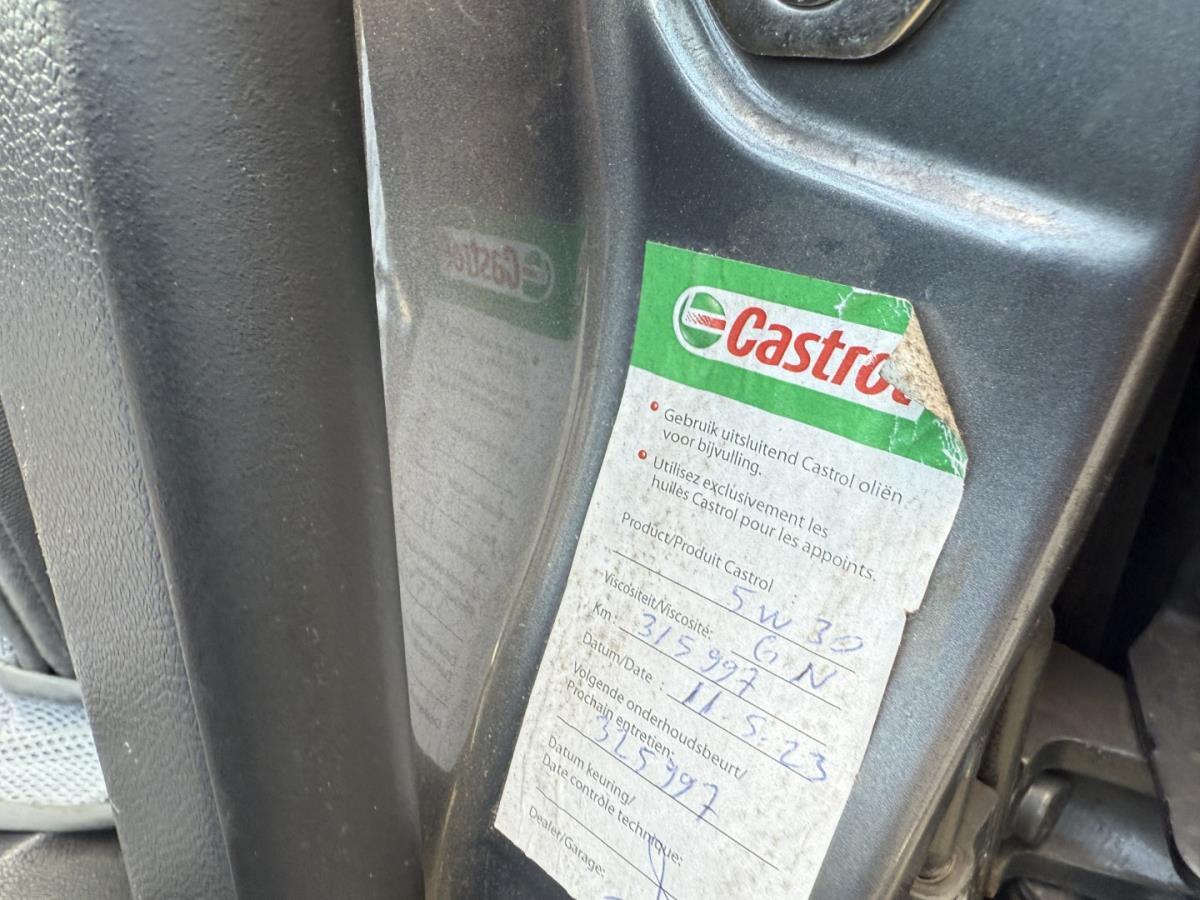 Castrol
• Gebruik uitsluitend Castrol oliën
voor bijvulling.
• Utilisez exclusivement les
huiles Castrol pour les appoints.
Product/Produit Castrol
5W30
Viscositeit/Viscosité: GN
Km: 315997
Datum/Date : 11.5.23
Volgende onderhoudsbeurt/
Prochain entretien:
325997
Datum keuring/
Date contrôle technique:
Dealer/Garage: